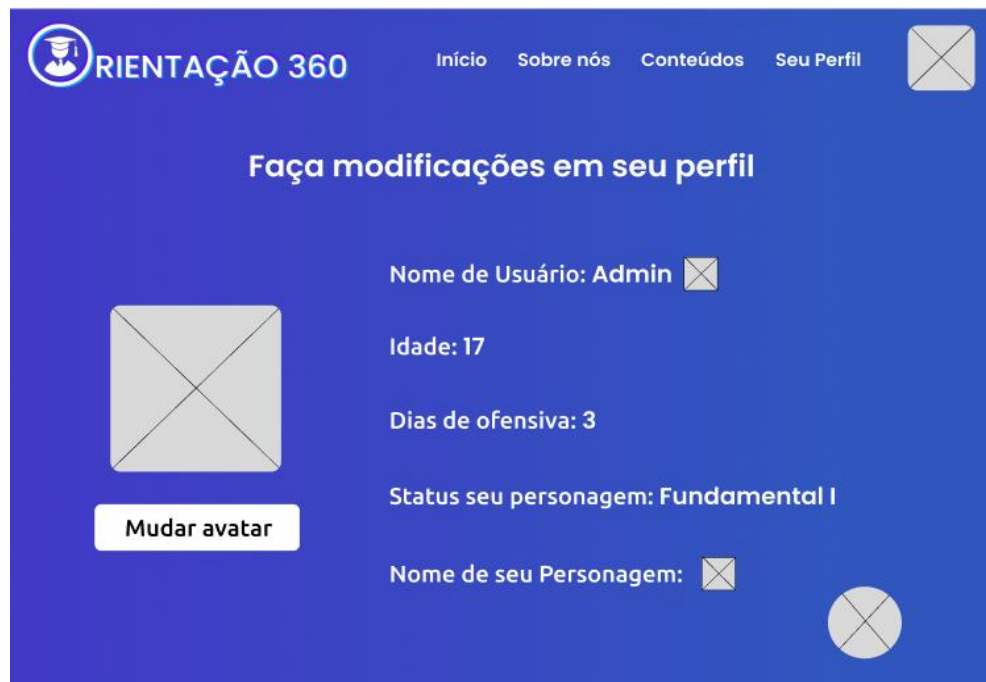 ORIENTAÇÃO 360
Início Sobre nós Conteúdos Seu Perfil
Faça modificações em seu perfil
Nome de Usuário: Admin
Idade: 17
Dias de ofensiva: 3
Status seu personagem: Fundamental I
Mudar avatar
Nome de seu Personagem: